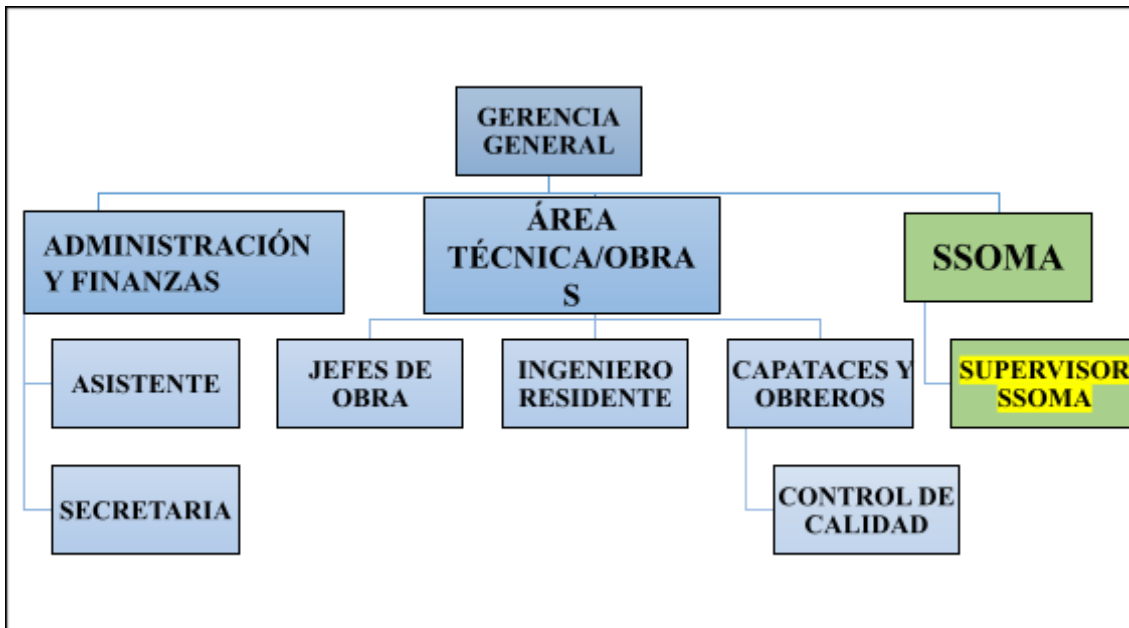 GERENCIA
GENERAL
ADMINISTRACIÓN
Y FINANZAS
ÁREA
TÉCNICA/OBRA
S
SSOMA
ASISTENTE
JEFES DE
OBRA
INGENIERO
RESIDENTE
CAPATACES Y
OBREROS
SUPERVISOR
SSOMA
SECRETARIA
CONTROL DE
CALIDAD